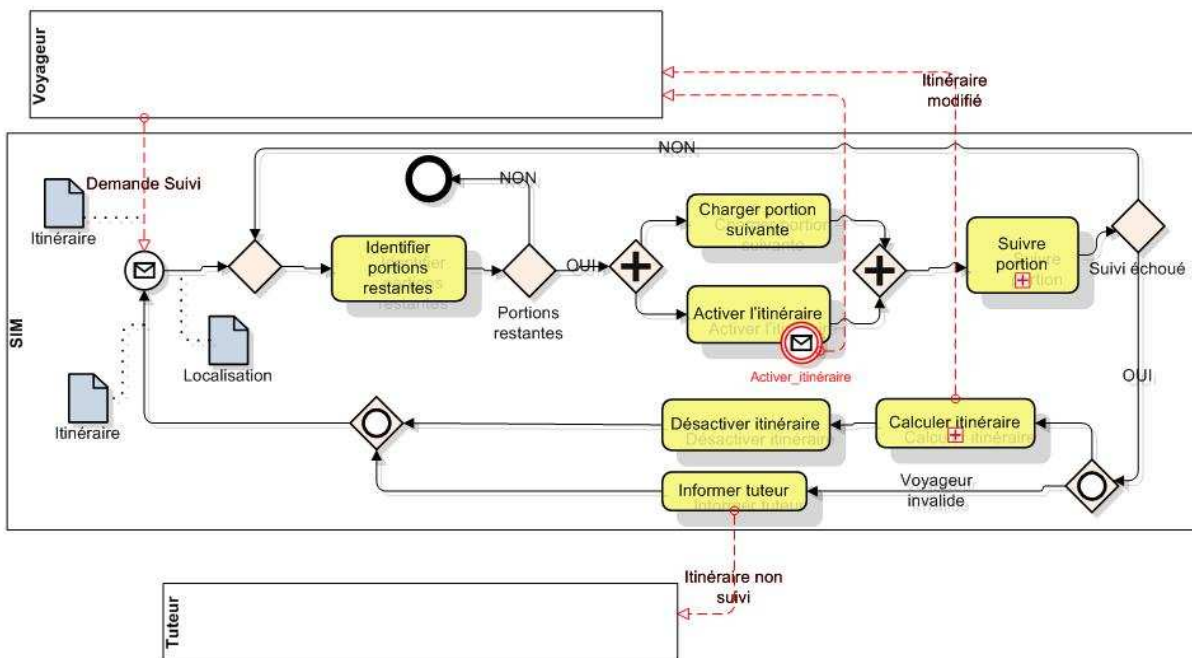 Voyageur
Itinéraire
modifié
SIM
NON
Demande Suivi
Itinéraire
NON
Identifier
portions
restantes
OUI
Portions
restantes
Charger portion
suivante
Activer l'itinéraire
Activer_itinéraire
Suivre
portion
Suivi échoué
Localisation
Itinéraire
OUI
Désactiver itinéraire
Calculer itinéraire
Informer tuteur
Voyageur
invalide
Itinéraire non
suivi
Tuteur